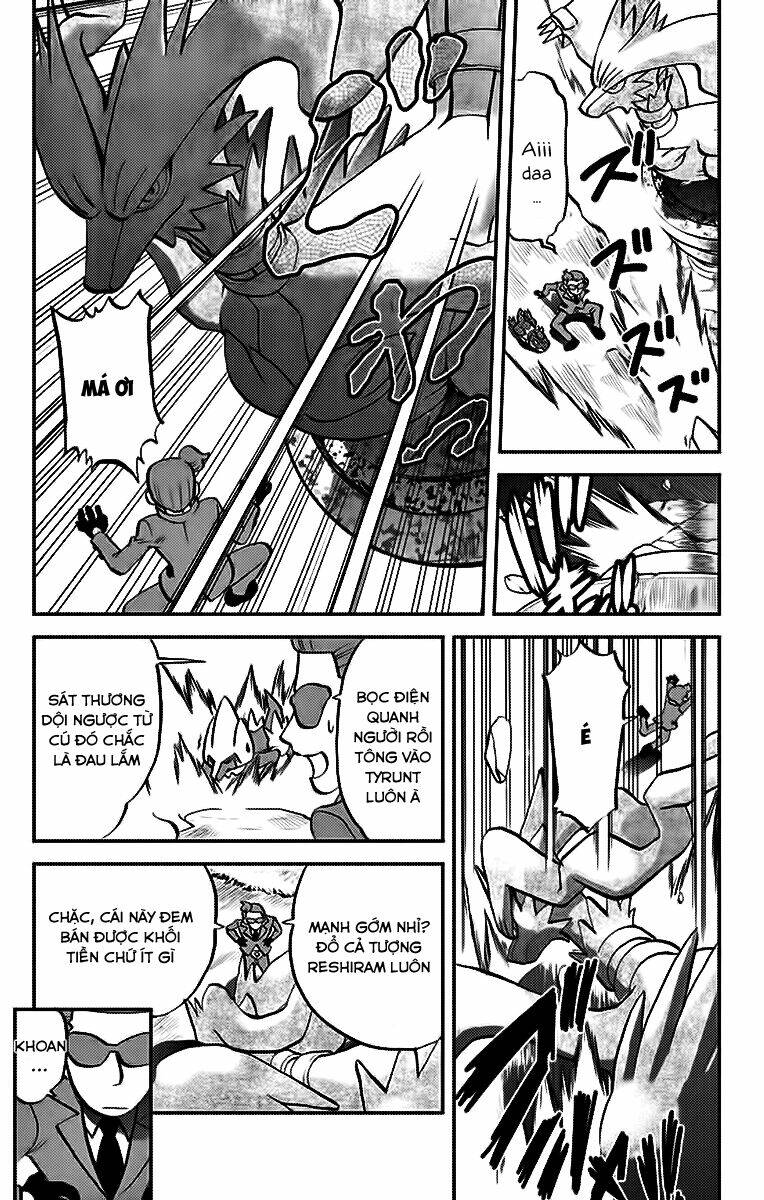 Aiii
daa
...
ズ
ズ
ズ
ズ
わ
MÁ ƠI
É
BỌC ĐIỆN
QUANH
NGƯỜI RỒI
TÔNG VÀO
TYRUNT
LUÔN À
SÁT THƯƠNG
DỘI NGƯỢC TỪ
CÚ ĐÓ CHẮC
LÀ ĐAU LẮM
MẠNH GỚM NHỈ?
ĐỔ CẢ TƯỢNG
RESHIRAM LUÔN
CHẶC, CÁI NÀY ĐEM
BÁN ĐƯỢC KHỐI
TIỀN CHỨ ÍT GÌ
KHOAN
...